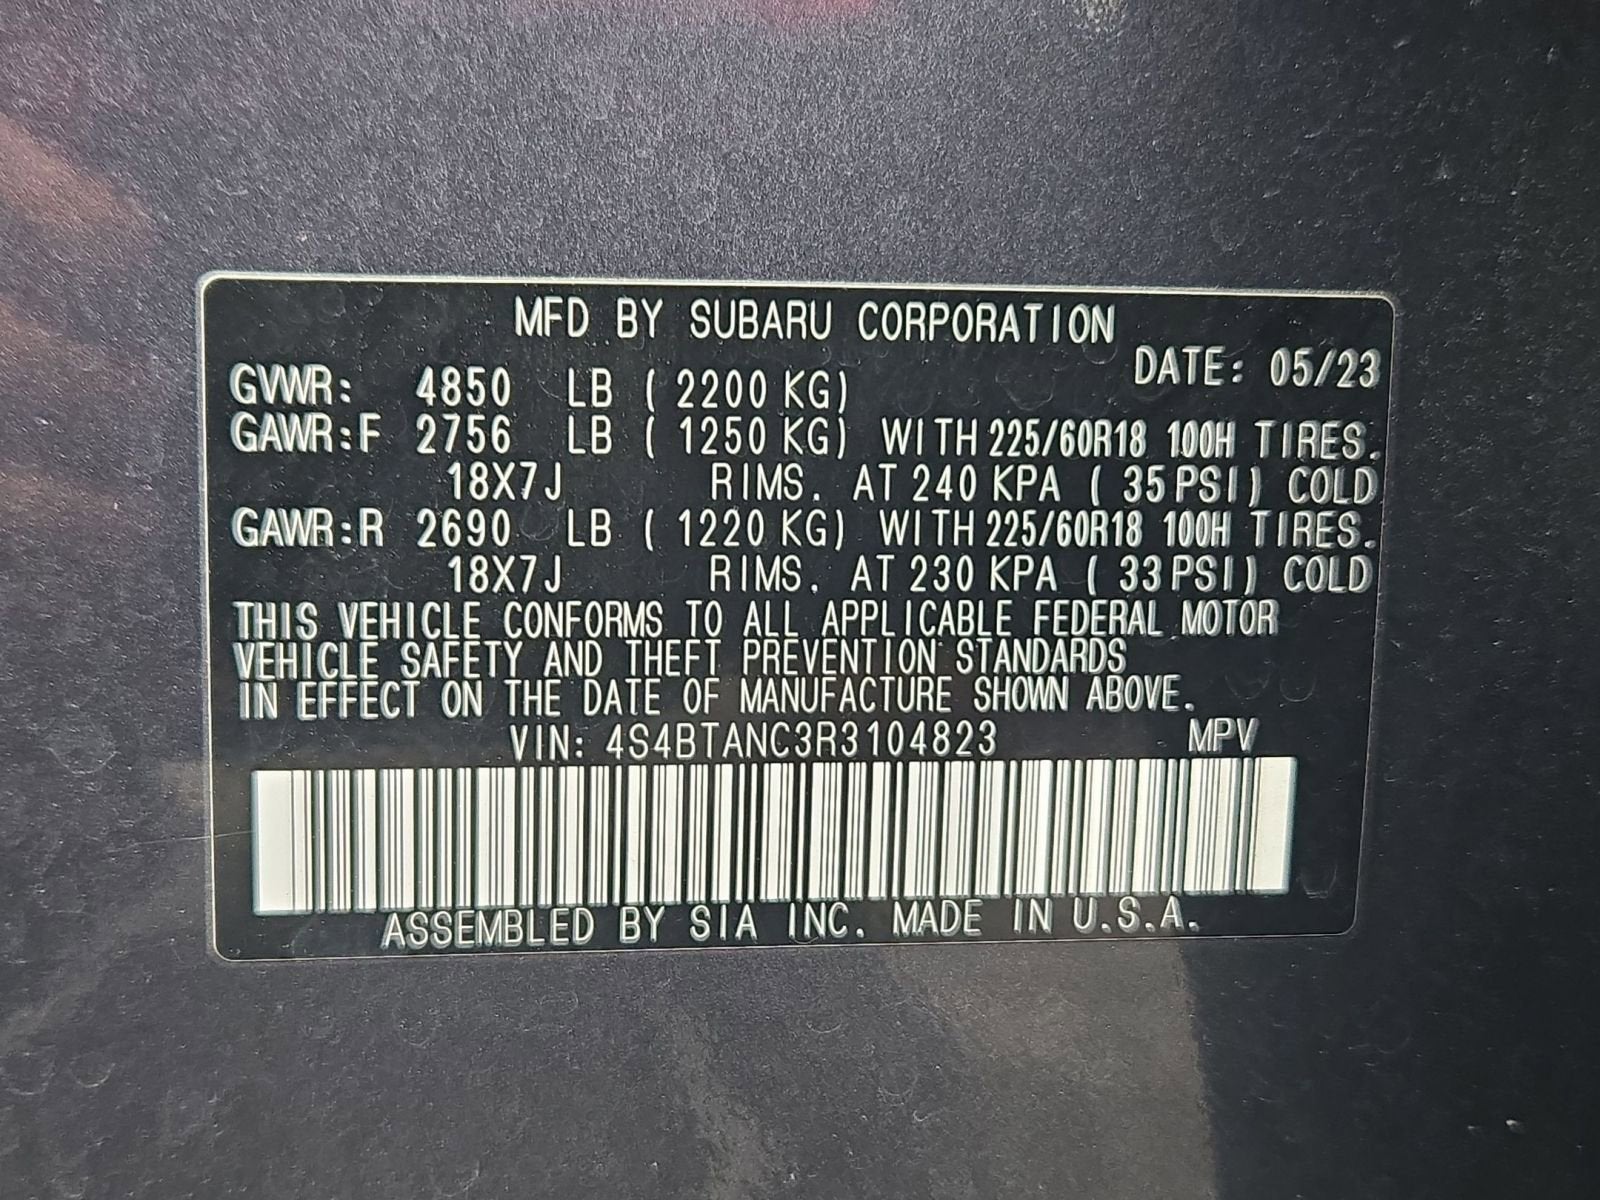 MFD BY SUBARU CORPORATION
DATE: 05/23
GVWR: 4850 LB ( 2200 KG)
GAWR:F 2756 LB ( 1250 KG) WITH 225/60R18 100H TIRES.
18X7J RIMS. AT 240 KPA ( 35 PSI) COLD
GAWR:R 2690 LB ( 1220 KG) WITH 225/60R18 100H TIRES.
18X7J RIMS. AT 230 KPA ( 33 PSI) COLD
THIS VEHICLE CONFORMS TO ALL APPLICABLE FEDERAL MOTOR
VEHICLE SAFETY AND THEFT PREVENTION STANDARDS
IN EFFECT ON THE DATE OF MANUFACTURE SHOWN ABOVE.
VIN: 4S4BTANC3R3104823 MPV
ASSEMBLED BY SIA INC. MADE IN U.S.A.